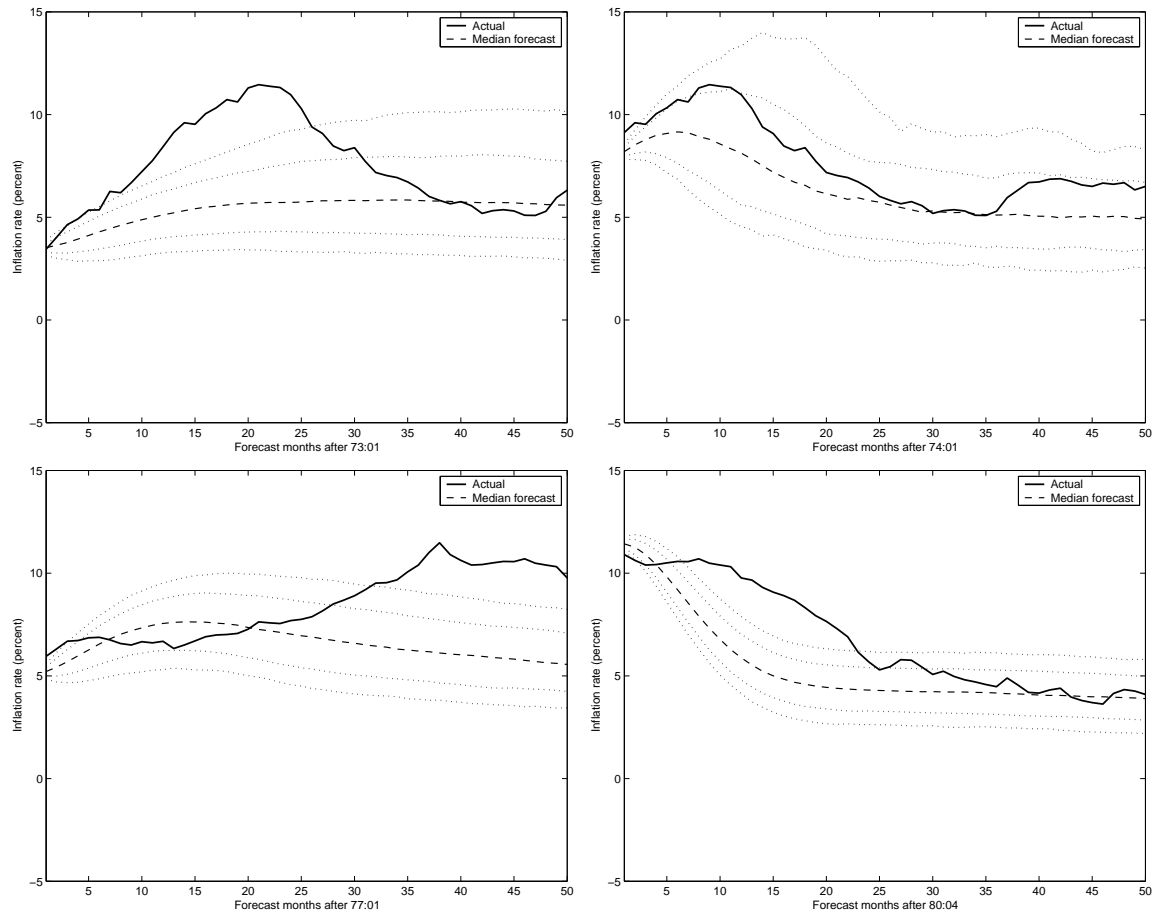 15
10
5
0
−5
Inflation rate (percent)
Actual
Median forecast
5 10 15 20 25 30 35 40 45 50
Forecast months after 73:01
15
10
5
0
−5
Inflation rate (percent)
Actual
Median forecast
5 10 15 20 25 30 35 40 45 50
Forecast months after 74:01
15
10
5
0
−5
Inflation rate (percent)
Actual
Median forecast
5 10 15 20 25 30 35 40 45 50
Forecast months after 77:01
15
10
5
0
−5
Inflation rate (percent)
Actual
Median forecast
5 10 15 20 25 30 35 40 45 50
Forecast months after 80:04